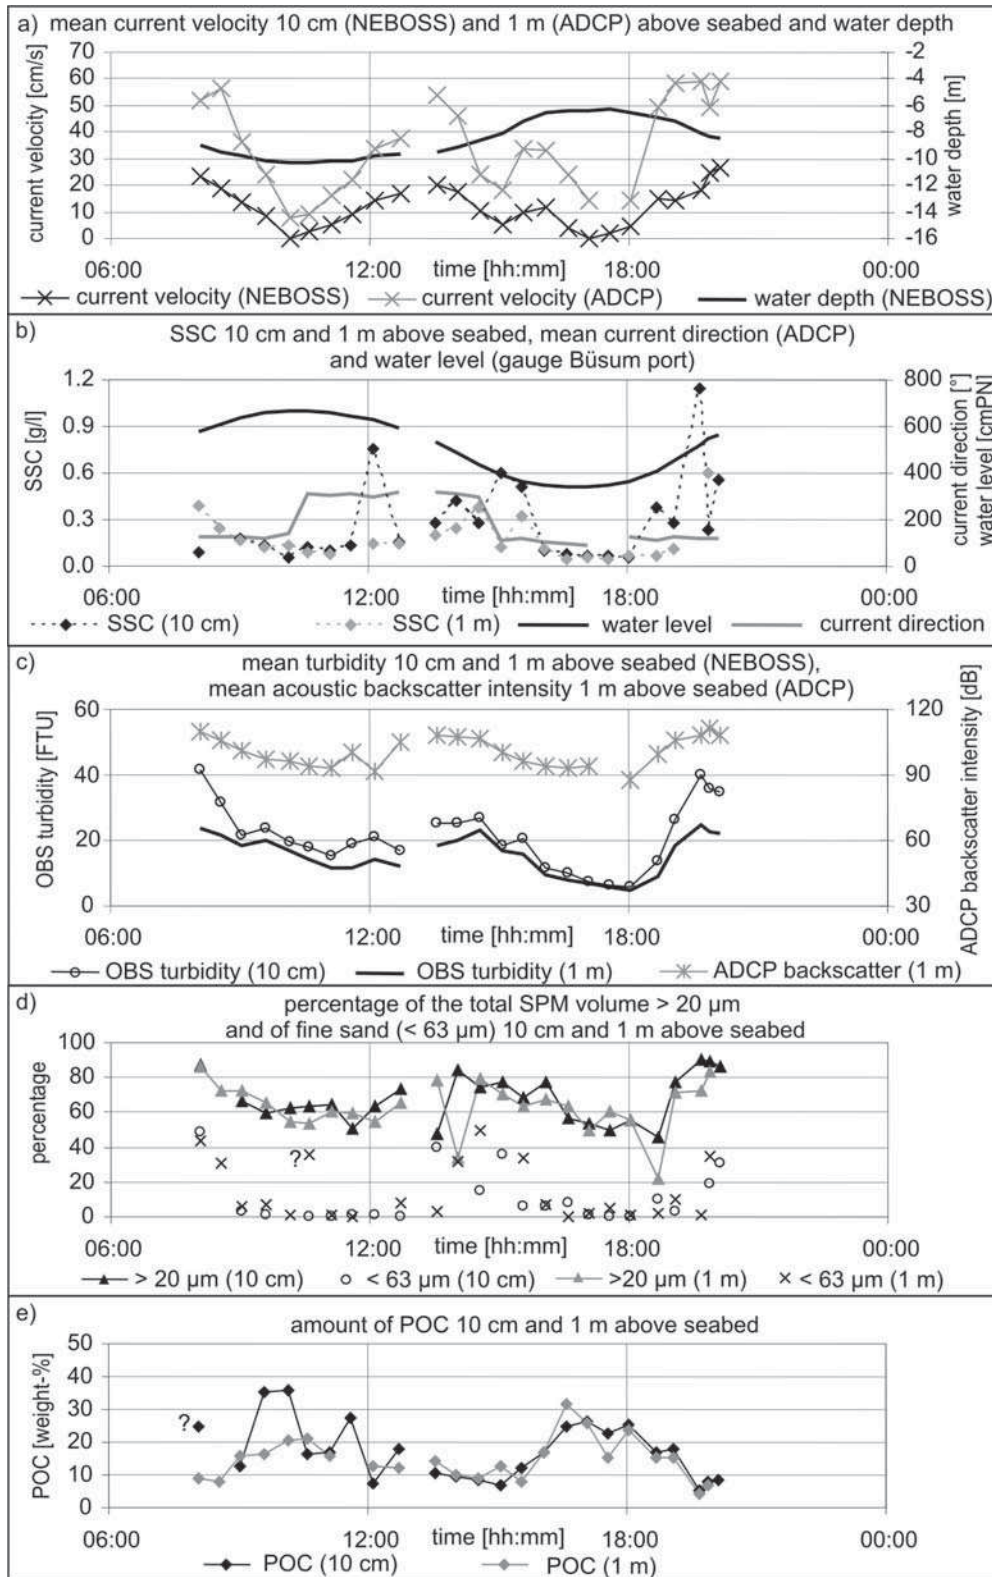 a) mean current velocity 10 cm (NEBOSS) and 1 m (ADCP) above seabed and water depth
current velocity [cm/s]
70
60
50
40
30
20
10
0
-2
-4
-6
-8
-10
-12
-14
-16
water depth [m]
06:00 12:00 time [hh:mm] 18:00 00:00
current velocity (NEBOSS) current velocity (ADCP) water depth (NEBOSS)
b) SSC 10 cm and 1 m above seabed, mean current direction (ADCP)
and water level (gauge Büsum port)
SSC [g/l]
1.2
0.9
0.6
0.3
0.0
800
600
400
200
0
current direction [°]
water level [cmPN]
06:00 12:00 time [hh:mm] 18:00 00:00
SSC (10 cm) SSC (1 m) water level current direction
c) mean turbidity 10 cm and 1 m above seabed (NEBOSS),
mean acoustic backscatter intensity 1 m above seabed (ADCP)
OBS turbidity [FTU]
60
40
20
0
120
90
60
30
ADCP backscatter intensity [dB]
06:00 12:00 time [hh:mm] 18:00 00:00
OBS turbidity (10 cm) OBS turbidity (1 m) ADCP backscatter (1 m)
d) percentage of the total SPM volume > 20 µm
and of fine sand (< 63 µm) 10 cm and 1 m above seabed
percentage
100
80
60
40
20
0
?
06:00 12:00 time [hh:mm] 18:00 00:00
> 20 µm (10 cm) < 63 µm (10 cm) >20 µm (1 m) < 63 µm (1 m)
e) amount of POC 10 cm and 1 m above seabed
POC [weight-%]
50
40
30
20
10
0
?
06:00 12:00 time [hh:mm] 18:00 00:00
POC (10 cm) POC (1 m)